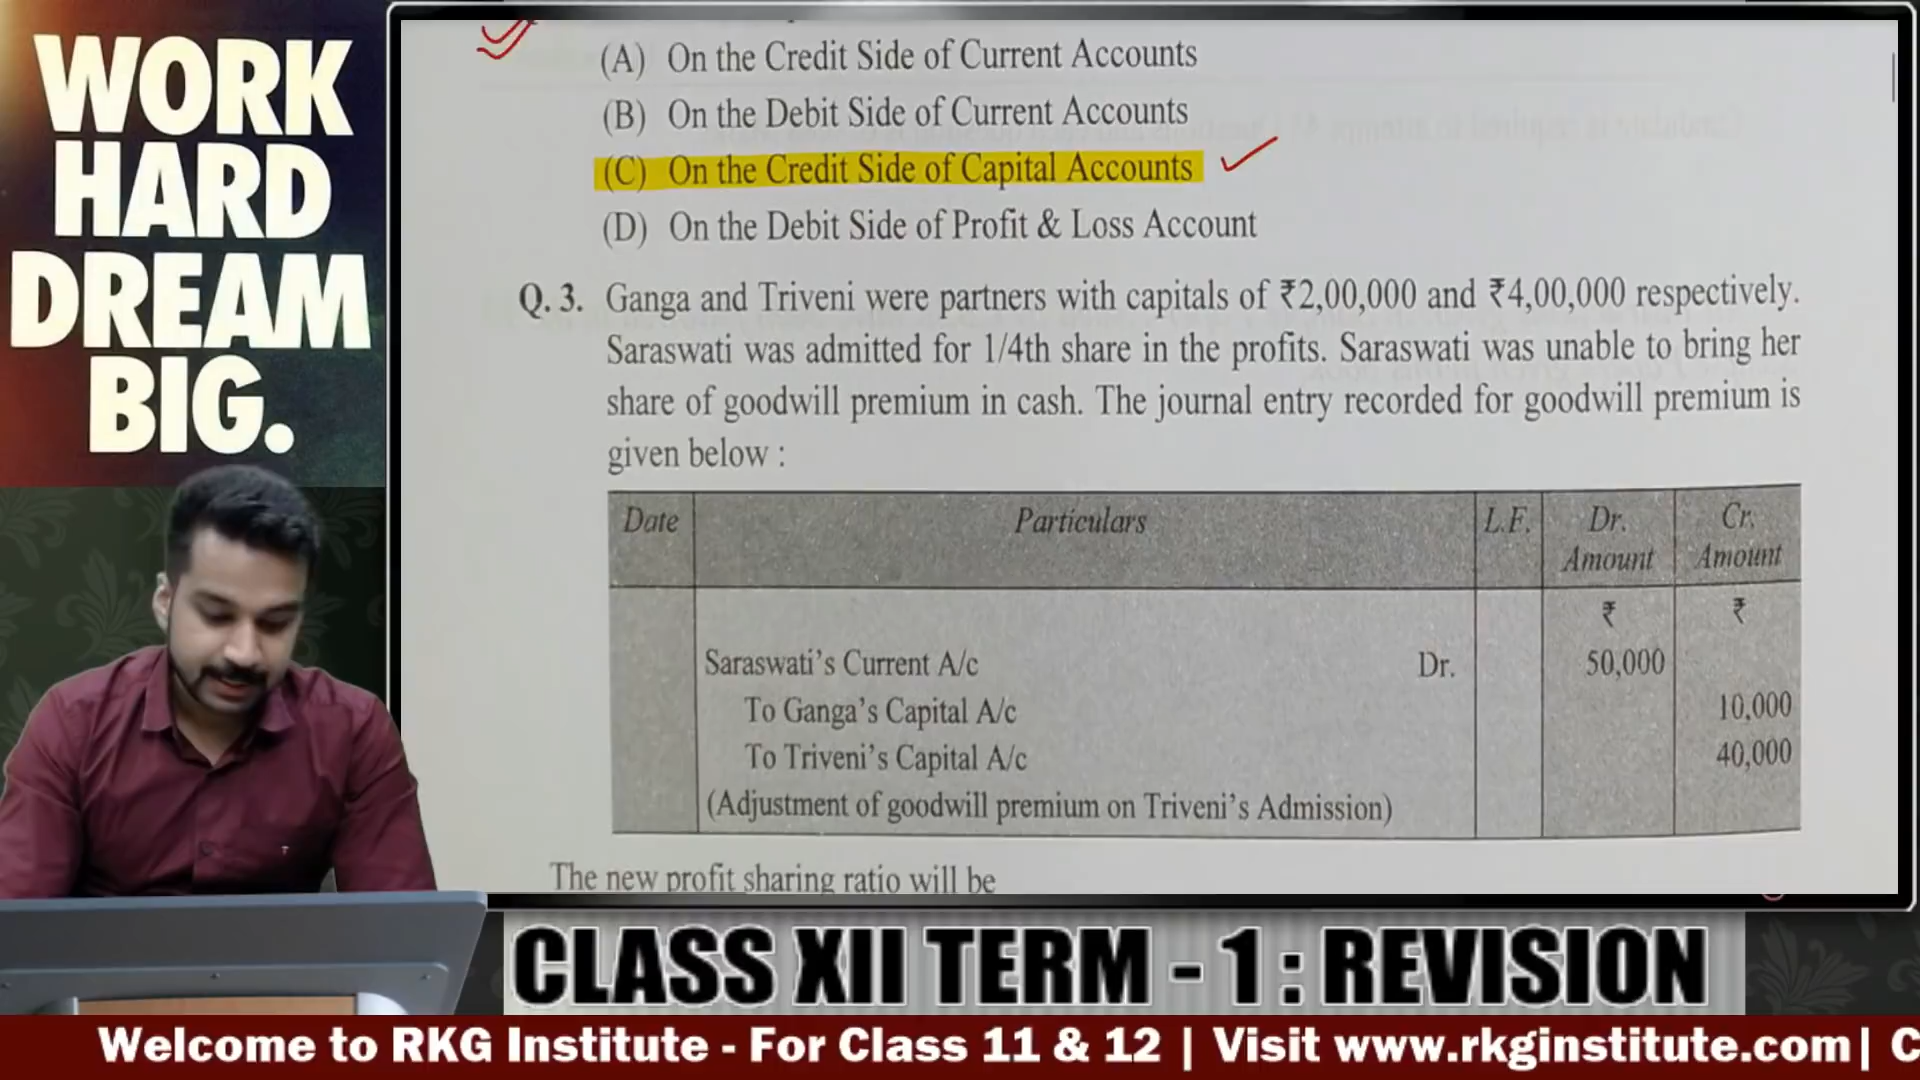 WORK
HARD
DREAM
BIG.
(A) On the Credit Side of Current Accounts
(B) On the Debit Side of Current Accounts
(C) On the Credit Side of Capital Accounts
(D) On the Debit Side of Profit & Loss Account
Q. 3. Ganga and Triveni were partners with capitals of ₹2,00,000 and ₹4,00,000 respectively.
Saraswati was admitted for 1/4th share in the profits. Saraswati was unable to bring her
share of goodwill premium in cash. The journal entry recorded for goodwill premium is
given below :
Date Particulars L.F. Dr. Amount Cr. Amount
₹ ₹
Saraswati's Current A/c Dr. 50,000
To Ganga's Capital A/c 10,000
To Triveni's Capital A/c 40,000
(Adjustment of goodwill premium on Triveni's Admission)
The new profit sharing ratio will be
CLASS XII TERM - 1 : REVISION
Welcome to RKG Institute - For Class 11 & 12 | Visit www.rkginstitute.com| C